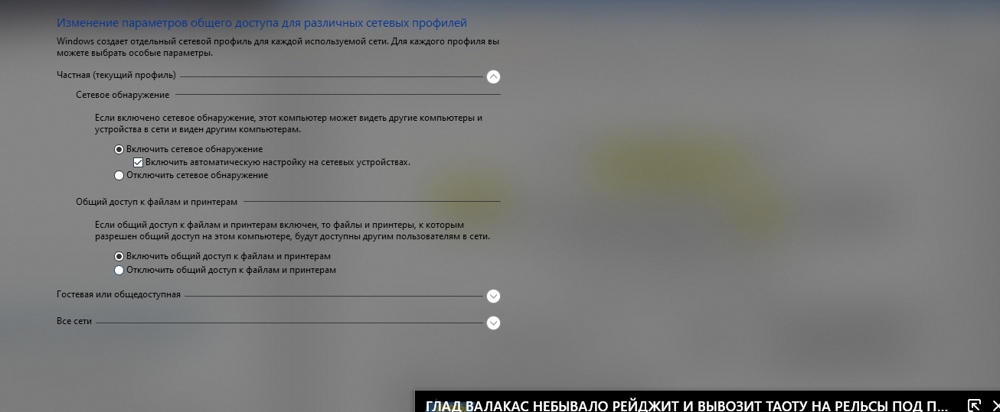 Изменение параметров общего доступа для различных сетевых профилей
Windows создает отдельный сетевой профиль для каждой используемой сети. Для каждого профиля вы
можете выбрать особые параметры.
Частная (текущий профиль)
Сетевое обнаружение
Если включено сетевое обнаружение, этот компьютер может видеть другие компьютеры и
устройства в сети и виден другим компьютерам.
Включить сетевое обнаружение
Включить автоматическую настройку на сетевых устройствах.
Отключить сетевое обнаружение
Общий доступ к файлам и принтерам
Если общий доступ к файлам и принтерам включен, то файлы и принтеры, к которым
разрешен общий доступ на этом компьютере, будут доступны другим пользователям в сети.
Включить общий доступ к файлам и принтерам
Отключить общий доступ к файлам и принтерам
Гостевая или общедоступная
Все сети
ГЛАД ВАЛАКАС НЕБЫВАЛО РЕЙДЖИТ И ВЫВОЗИТ ТАОТУ НА РЕЛЬСЫ ПОД П...